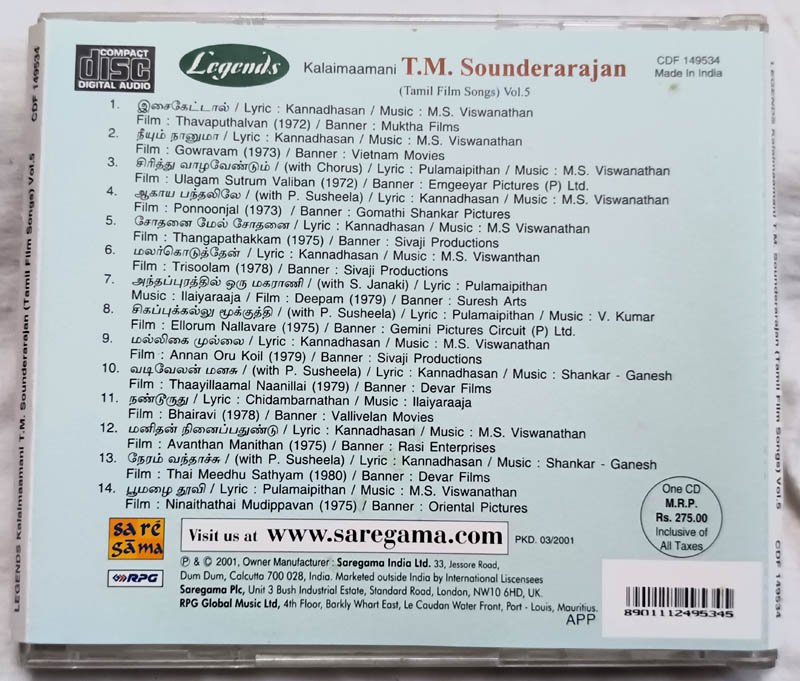 COMPACT
disc
DIGITAL AUDIO
Legends
Kalaimaamani T.M. Sounderarajan
(Tamil Film Songs) Vol.5
CDF 149534
Made in India
1. இசைகேட்டால் / Lyric : Kannadhasan / Music : M.S. Viswanathan
Film : Thavaputhalvan (1972) / Banner : Muktha Films
2. நீயும் நானுமா / Lyric : Kannadhasan / Music : M.S. Viswanathan
Film : Gowravam (1973) / Banner : Vietnam Movies
3. சிரித்து வாழவேண்டும் / (with Chorus) / Lyric : Pulamaipithan / Music : M.S. Viswanathan
Film : Ulagam Sutrum Valiban (1972) / Banner : Emgeeyar Pictures (P) Ltd.
4. ஆகாய பந்தலிலே / (with P. Susheela) / Lyric : Kannadhasan / Music : M.S. Viswanathan
Film : Ponnoonjal (1973) / Banner : Gomathi Shankar Pictures
5. சோதனை மேல் சோதனை / Lyric : Kannadhasan / Music : M.S Viswanathan
Film : Thangapathakkam (1975) / Banner : Sivaji Productions
6. மலர்கொடுத்தேன் / Lyric : Kannadhasan / Music : M.S. Viswanthan
Film : Trisoolam (1978) / Banner : Sivaji Productions
7. அந்தப்புரத்தில் ஒரு மகராணி / (with S. Janaki) / Lyric : Pulamaipithan
Music : Ilaiyaraaja / Film : Deepam (1979) / Banner : Suresh Arts
8. சிகப்புக்கல்லு மூக்குத்தி / (with P. Susheela) / Lyric : Pulamaipithan / Music : V. Kumar
Film : Ellorum Nallavare (1975) / Banner : Gemini Pictures Circuit (P) Ltd.
9. மல்லிகை முல்லை / Lyric : Kannadhasan / Music : M.S. Viswanathan
Film : Annan Oru Koil (1979) / Banner : Sivaji Productions
10. வடிவேலன் மனசு / (with P. Susheela) / Lyric : Kannadhasan / Music : Shankar - Ganesh
Film : Thaayillaamal Naanillai (1979) / Banner : Devar Films
11. நண்டூருது / Lyric : Chidambarnathan / Music : Ilaiyaraaja
Film : Bhairavi (1978) / Banner : Vallivelan Movies
12. மனிதன் நினைப்பதுண்டு / Lyric : Kannadhasan / Music : M.S. Viswanathan
Film : Avanthan Manithan (1975) / Banner : Rasi Enterprises
13. நேரம் வந்தாச்சு / (with P. Susheela) / Lyric : Kannadhasan / Music : Shankar - Ganesh
Film : Thai Meedhu Sathyam (1980) / Banner : Devar Films
14. பூமழை தூவி / Lyric : Pulamaipithan / Music : M.S. Viswanathan
Film : Ninaithathai Mudippavan (1975) / Banner : Oriental Pictures
One CD
M.R.P.
Rs. 275.00
Inclusive of
All Taxes
sa ré
gãma
RPG
Visit us at www.saregama.com
PKD. 03/2001
℗ & © 2001, Owner Manufacturer : Saregama India Ltd. 33, Jessore Road,
Dum Dum, Calcutta 700 028, India. Marketed outside India by International Liscensees
Saregama Plc, Unit 3 Bush Industrial Estate, Standard Road, London, NW10 6HD, UK.
RPG Global Music Ltd, 4th Floor, Barkly Whart East, Le Coudan Water Front, Port - Louis, Mauritius.
APP
8901112495345
LEGENDS Kalaimaamani T.M. Sounderarajan (Tamil Film Songs) Vol.5 CDF 149534
LEGENDS Kalaimaamani T.M. Sounderarajan (Tamil Film Songs) Vol.5 CDF 149534